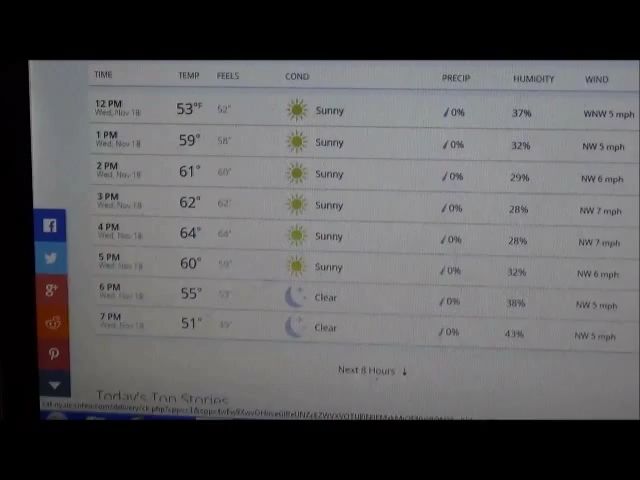 TIME TEMP FEELS COND PRECIP HUMIDITY WIND
12 PM 53°F 52° Sunny 0% 37% WNW 5 mph
Wed, Nov 18
1 PM 59° 58° Sunny 0% 32% NW 5 mph
Wed, Nov 18
2 PM 61° 60° Sunny 0% 29% NW 6 mph
Wed, Nov 18
3 PM 62° 62° Sunny 0% 28% NW 7 mph
Wed, Nov 18
4 PM 64° 64° Sunny 0% 28% NW 7 mph
Wed, Nov 18
5 PM 60° 59° Sunny 0% 32% NW 6 mph
Wed, Nov 18
6 PM 55° 53° Clear 0% 38% NW 5 mph
Wed, Nov 18
7 PM 51° 49° Clear 0% 43% NW 5 mph
Wed, Nov 18
Next 8 Hours
Today's Top Stories